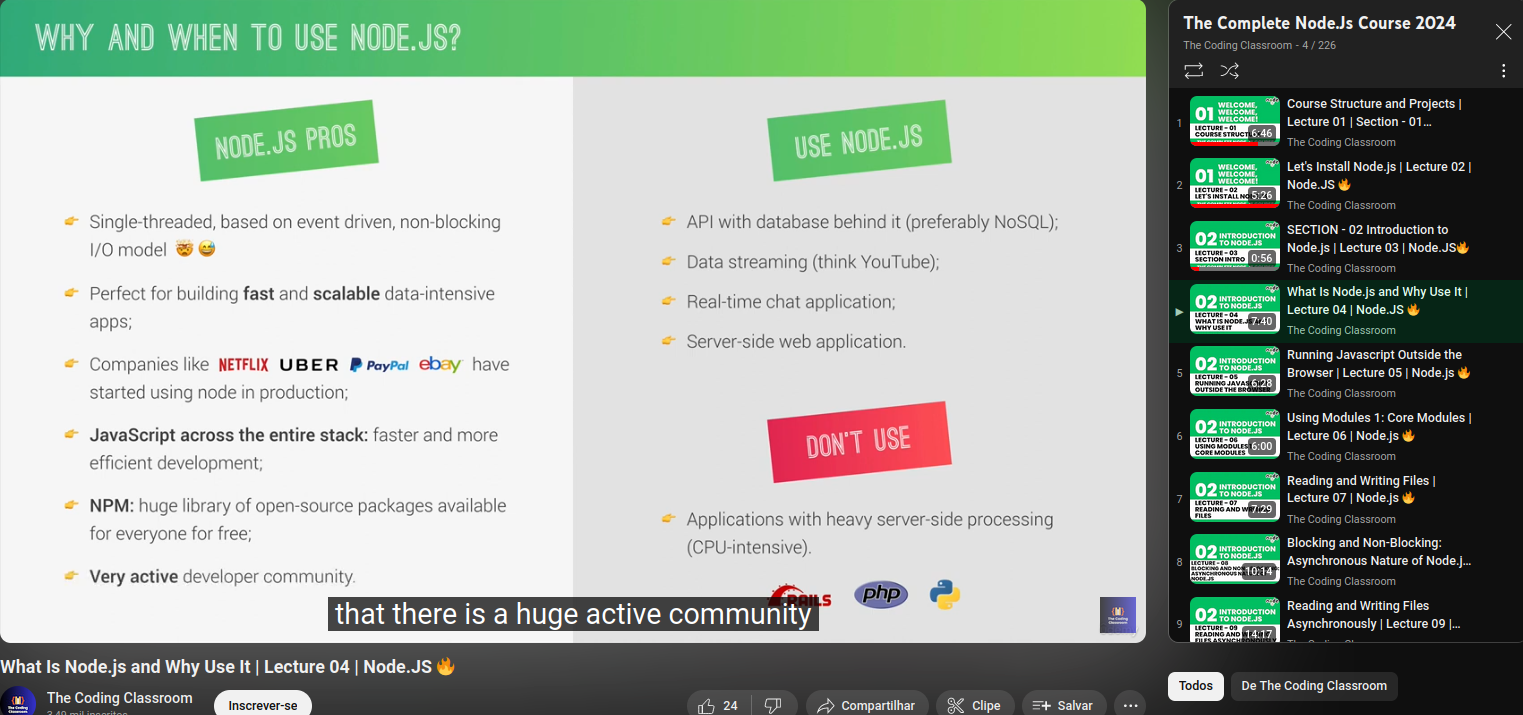 WHY AND WHEN TO USE NODE.JS?
NODE.JS PROS
Single-threaded, based on event driven, non-blocking
I/O model 🤯 😅
Perfect for building fast and scalable data-intensive
apps;
Companies like NETFLIX UBER PayPal ebay have
started using node in production;
JavaScript across the entire stack: faster and more
efficient development;
NPM: huge library of open-source packages available
for everyone for free;
Very active developer community.
USE NODE.JS
API with database behind it (preferably NoSQL);
Data streaming (think YouTube);
Real-time chat application;
Server-side web application.
DON'T USE
Applications with heavy server-side processing
(CPU-intensive).
RAILS php
that there is a huge active community
What Is Node.js and Why Use It | Lecture 04 | Node.JS 🔥
The Coding Classroom
3,49 mil inscritos
Inscrever-se
24
Compartilhar
Clipe
Salvar
The Complete Node.Js Course 2024
The Coding Classroom - 4 / 226
1
01 WELCOME,
WELCOME,
WELCOME!
LECTURE - 01
6:46
Course Structure and Projects |
Lecture 01 | Section - 01...
The Coding Classroom
2
01 WELCOME,
WELCOME,
WELCOME!
LECTURE - 02
5:26
Let's Install Node.js | Lecture 02 |
Node.JS 🔥
The Coding Classroom
3
02 INTRODUCTION
TO NODE.JS
LECTURE - 03
SECTION INTRO
0:56
SECTION - 02 Introduction to
Node.js | Lecture 03 | Node.JS🔥
The Coding Classroom
02 INTRODUCTION
TO NODE.JS
LECTURE - 04
WHAT IS NODE.JS
WHY USE IT
7:40
What Is Node.js and Why Use It |
Lecture 04 | Node.JS 🔥
The Coding Classroom
5
02 INTRODUCTION
TO NODE.JS
LECTURE - 05
RUNNING
OUTSIDE THE BROWSER
6:28
Running Javascript Outside the
Browser | Lecture 05 | Node.js 🔥
The Coding Classroom
6
02 INTRODUCTION
TO NODE.JS
LECTURE - 06
USING MODULES
CORE MODULES
6:00
Using Modules 1: Core Modules |
Lecture 06 | Node.js 🔥
The Coding Classroom
7
02 INTRODUCTION
TO NODE.JS
LECTURE - 07
READING AND
FILES
7:29
Reading and Writing Files |
Lecture 07 | Node.js 🔥
The Coding Classroom
8
02 INTRODUCTION
TO NODE.JS
LECTURE - 08
BLOCKING AND
ASYNCHRONOUS
NODE.JS
10:14
Blocking and Non-Blocking:
Asynchronous Nature of Node.j...
The Coding Classroom
9
02 INTRODUCTION
TO NODE.JS
LECTURE - 09
READING AND
14:17
Reading and Writing Files
Asynchronously | Lecture 09 |...
Todos
De The Coding Classroom